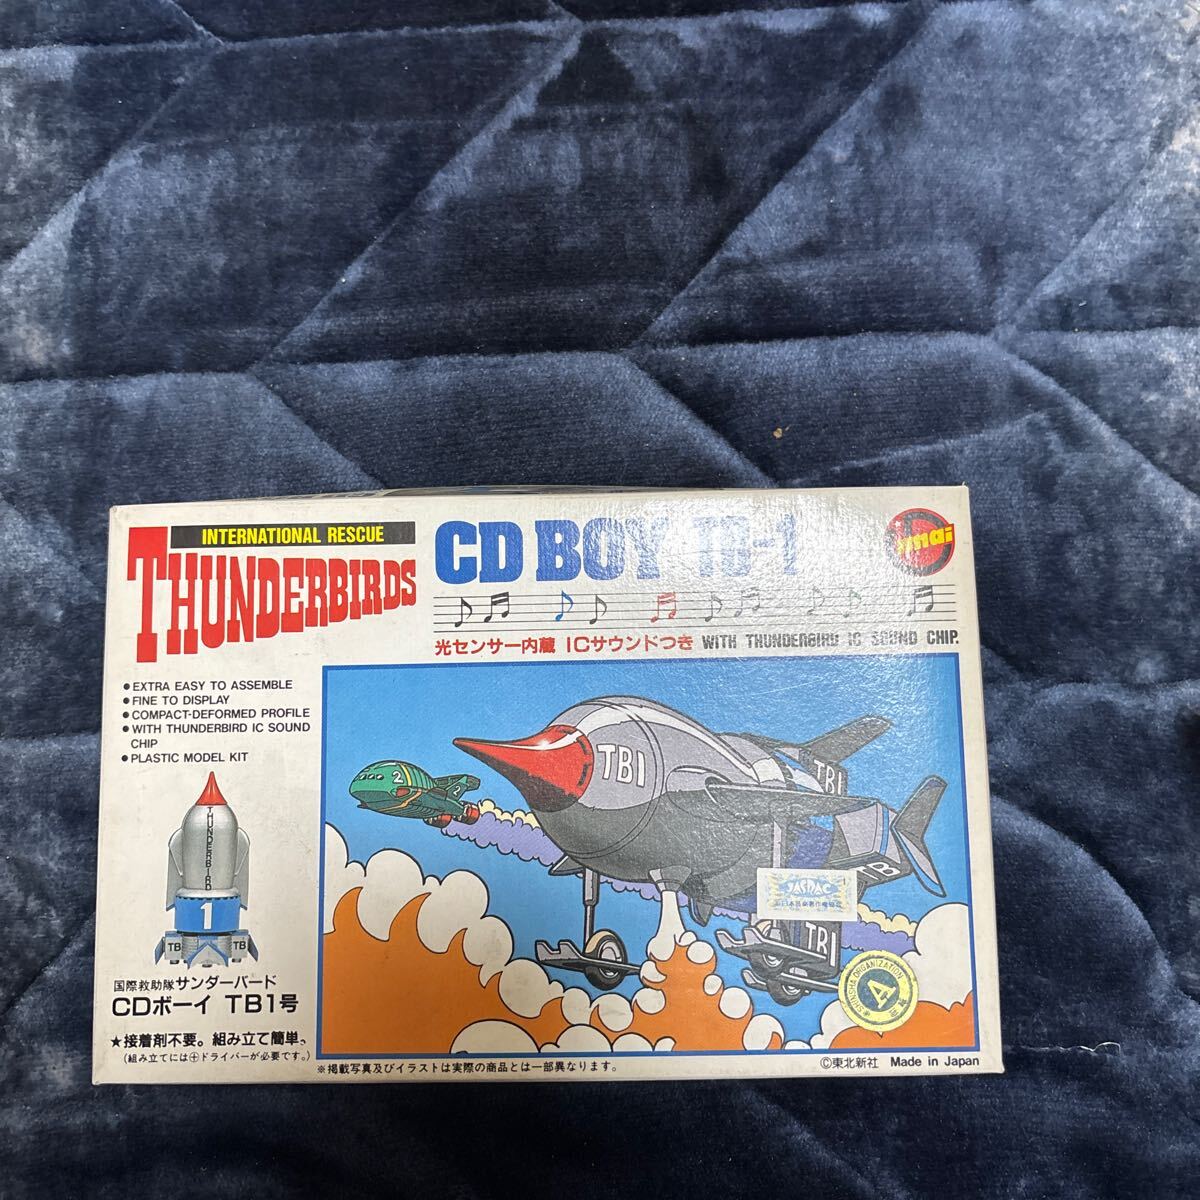 INTERNATIONAL RESCUE
THUNDERBIRDS
CD BOY TB-1
imai
光センサー内蔵 ICサウンドつき WITH THUNDERBIRD IC SOUND CHIP.
●EXTRA EASY TO ASSEMBLE
●FINE TO DISPLAY
●COMPACT-DEFORMED PROFILE
●WITH THUNDERBIRD IC SOUND
CHIP
●PLASTIC MODEL KIT
THUNDERBIRD
1
TB
TB
国際救助隊サンダーバード
CDボーイ TB1号
★接着剤不要。組み立て簡単。
(組み立てには⊕ドライバーが必要です。)
2
2
TB1
TB1
TB
TB1
JASRAC
ORGANIZATION
※掲載写真及びイラストは実際の商品とは一部異なります。
©東北新社 Made in Japan